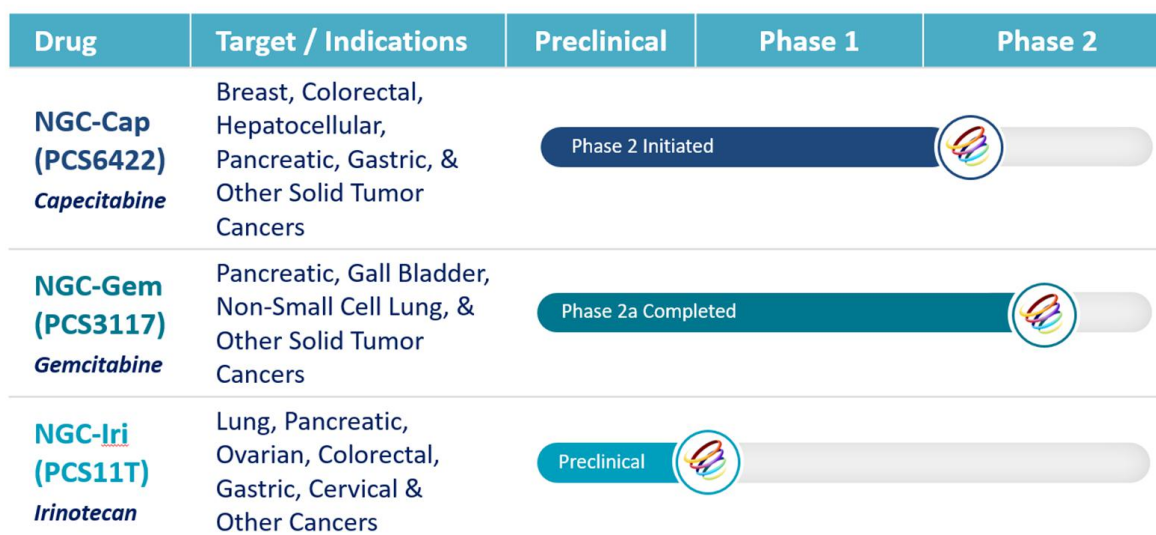 Drug
Target / Indications
Preclinical
Phase 1
Phase 2
NGC-Cap
(PCS6422)
Capecitabine
Breast, Colorectal,
Hepatocellular,
Pancreatic, Gastric, &
Other Solid Tumor
Cancers
Phase 2 Initiated
NGC-Gem
(PCS3117)
Gemcitabine
Pancreatic, Gall Bladder,
Non-Small Cell Lung, &
Other Solid Tumor
Cancers
Phase 2a Completed
NGC-Iri
(PCS11T)
Irinotecan
Lung, Pancreatic,
Ovarian, Colorectal,
Gastric, Cervical &
Other Cancers
Preclinical